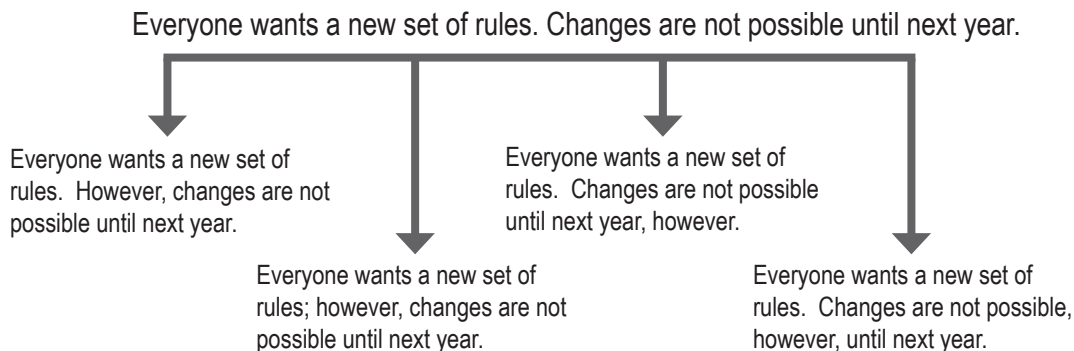 Everyone wants a new set of rules. Changes are not possible until next year.
Everyone wants a new set of
rules.  However, changes are not
possible until next year.
Everyone wants a new set of
rules; however, changes are not
possible until next year.
Everyone wants a new set of
rules.  Changes are not possible
until next year, however.
Everyone wants a new set of
rules.  Changes are not possible,
however, until next year.